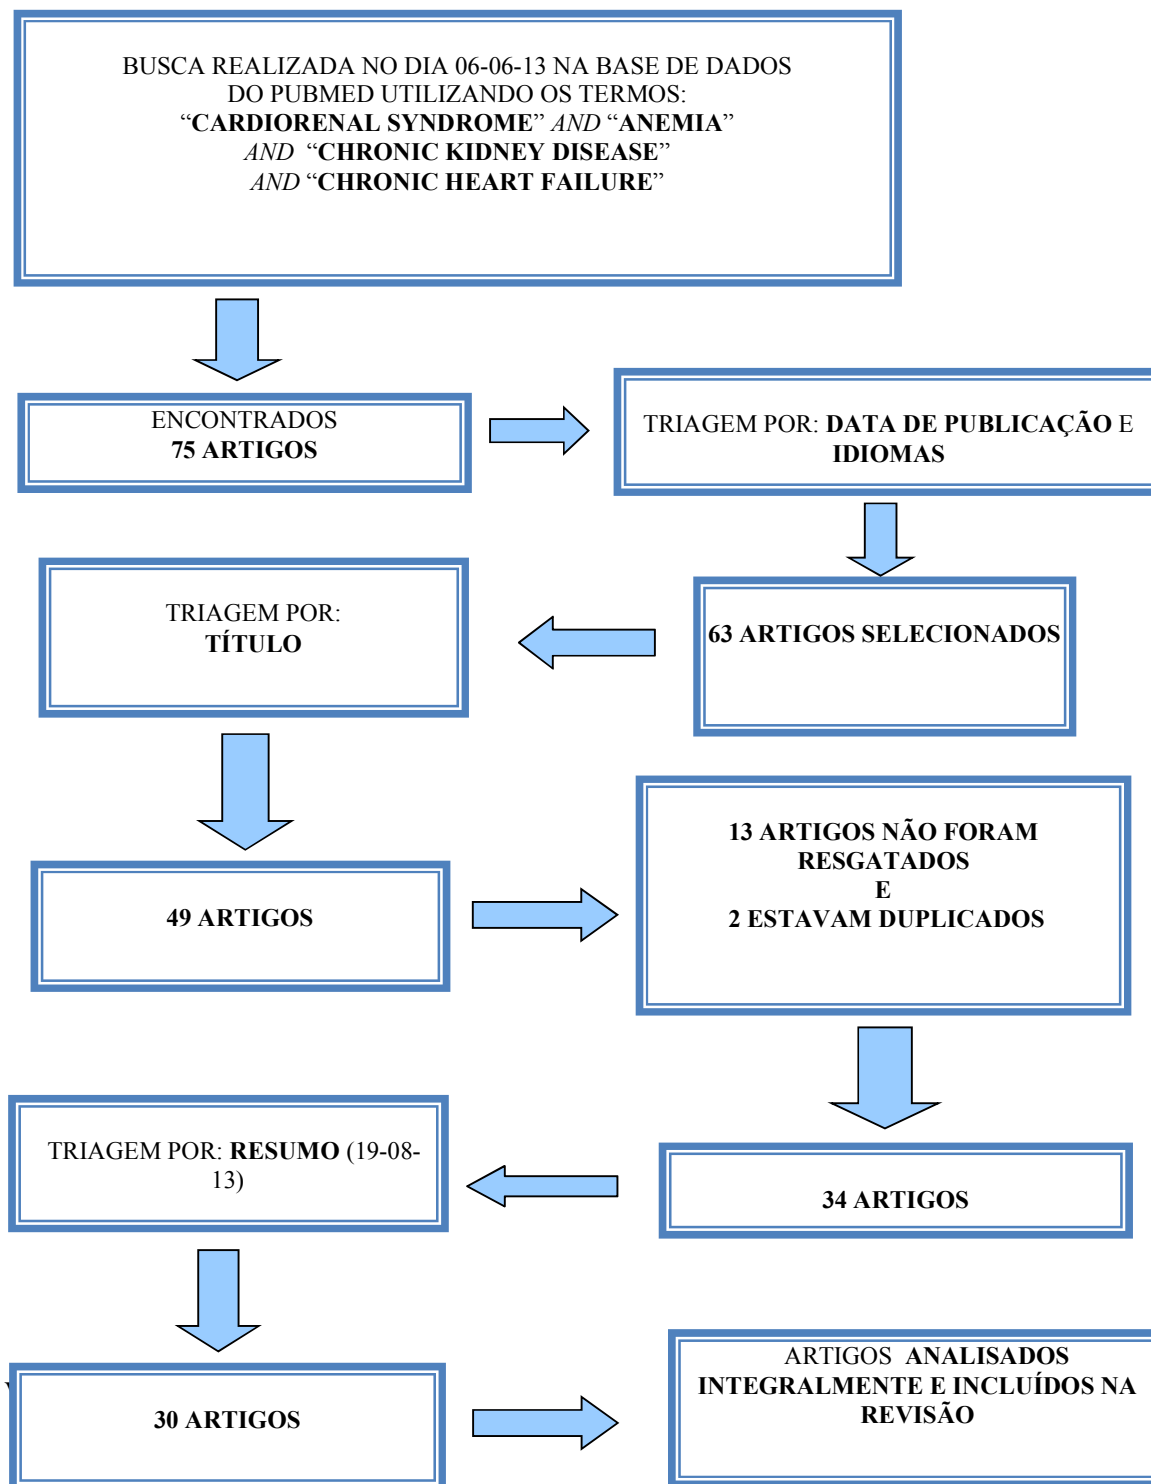 BUSCA REALIZADA NO DIA 06-06-13 NA BASE DE DADOS
DO PUBMED UTILIZANDO OS TERMOS:
“CARDIORENAL SYNDROME” AND “ANEMIA”
AND “CHRONIC KIDNEY DISEASE”
AND “CHRONIC HEART FAILURE”
ENCONTRADOS
75 ARTIGOS
TRIAGEM POR: DATA DE PUBLICAÇÃO E
IDIOMAS
63 ARTIGOS SELECIONADOS
TRIAGEM POR:
TÍTULO
49 ARTIGOS
13 ARTIGOS NÃO FORAM
RESGATADOS
E
2 ESTAVAM DUPLICADOS
34 ARTIGOS
TRIAGEM POR: RESUMO (19-08-
13)
30 ARTIGOS
ARTIGOS ANALISADOS
INTEGRALMENTE E INCLUÍDOS NA
REVISÃO